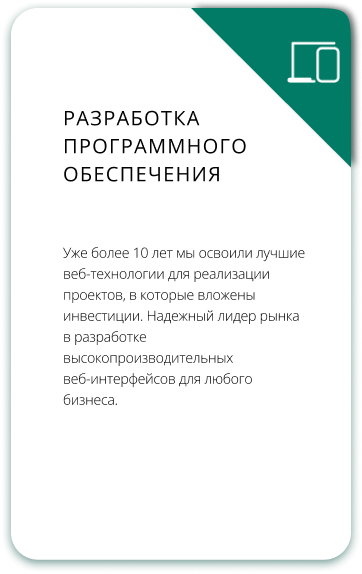 РАЗРАБОТКА
ПРОГРАММНОГО
ОБЕСПЕЧЕНИЯ
Уже более 10 лет мы освоили лучшие
веб-технологии для реализации
проектов, в которые вложены
инвестиции. Надежный лидер рынка
в разработке
высокопроизводительных
веб-интерфейсов для любого
бизнеса.